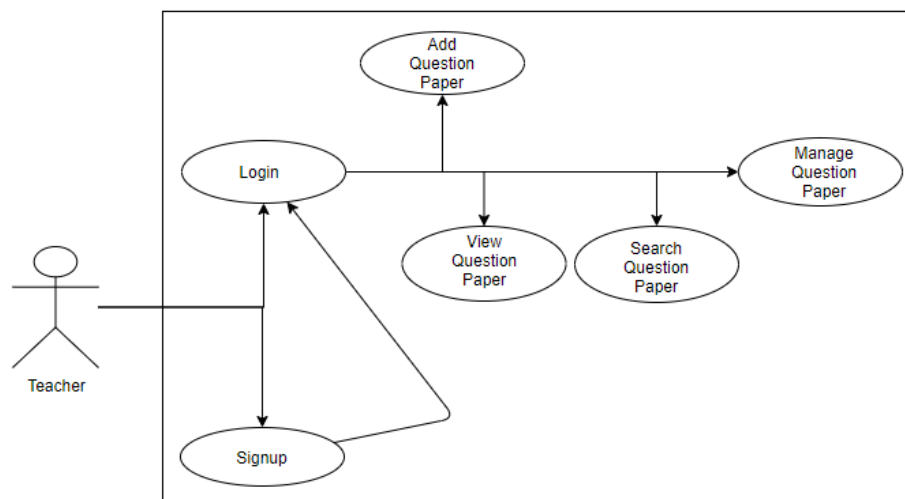 Add
Question
Paper
Login
Manage
Question
Paper
View
Question
Paper
Search
Question
Paper
Teacher
Signup